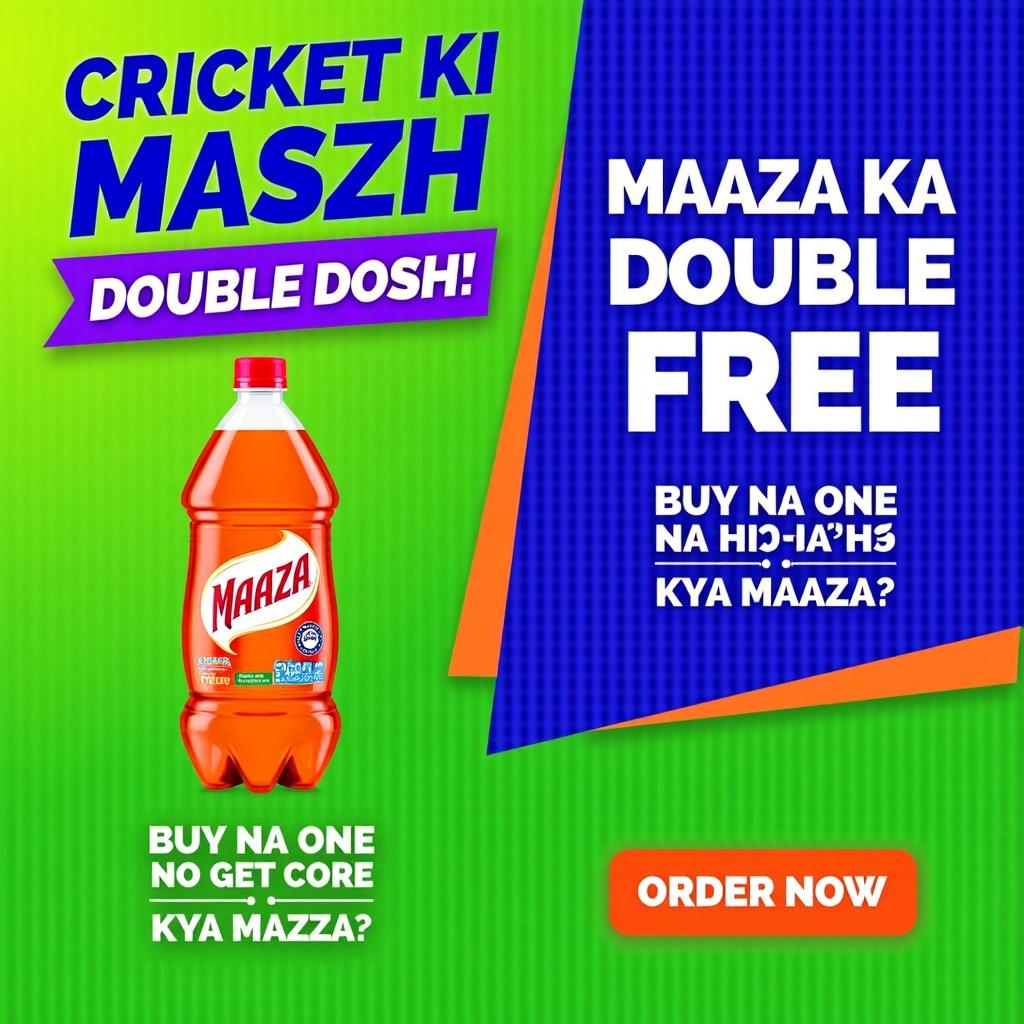 CRICKET KI
MASZH
DOUBLE DOSH!
MAAZA
BUY NA ONE
NO GET CORE
KYA MAZZA?
MAAZA KA
DOUBLE
FREE
BUY NA ONE
NA
KYA MAAZA?
ORDER NOW